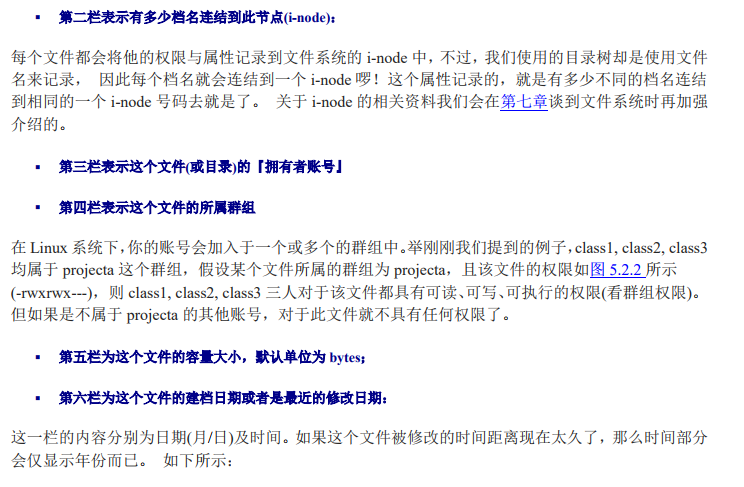 ▪ 第二栏表示有多少档名连结到此节点(i-node)：
每个文件都会将他的权限与属性记录到文件系统的 i-node 中，不过，我们使用的目录树却是使用文件
名来记录， 因此每个档名就会连结到一个 i-node 啰！这个属性记录的，就是有多少不同的档名连结
到相同的一个 i-node 号码去就是了。 关于 i-node 的相关资料我们会在第七章谈到文件系统时再加强
介绍的。
▪ 第三栏表示这个文件(或目录)的『拥有者账号』
▪ 第四栏表示这个文件的所属群组
在 Linux 系统下，你的账号会加入于一个或多个的群组中。举刚刚我们提到的例子，class1, class2, class3
均属于 projecta 这个群组，假设某个文件所属的群组为 projecta，且该文件的权限如图 5.2.2 所示
(-rwxrwx---)，则 class1, class2, class3 三人对于该文件都具有可读、可写、可执行的权限(看群组权限)。
但如果是不属于 projecta 的其他账号，对于此文件就不具有任何权限了。
▪ 第五栏为这个文件的容量大小，默认单位为 bytes；
▪ 第六栏为这个文件的建档日期或者是最近的修改日期：
这一栏的内容分别为日期(月/日)及时间。如果这个文件被修改的时间距离现在太久了，那么时间部分
会仅显示年份而已。 如下所示：